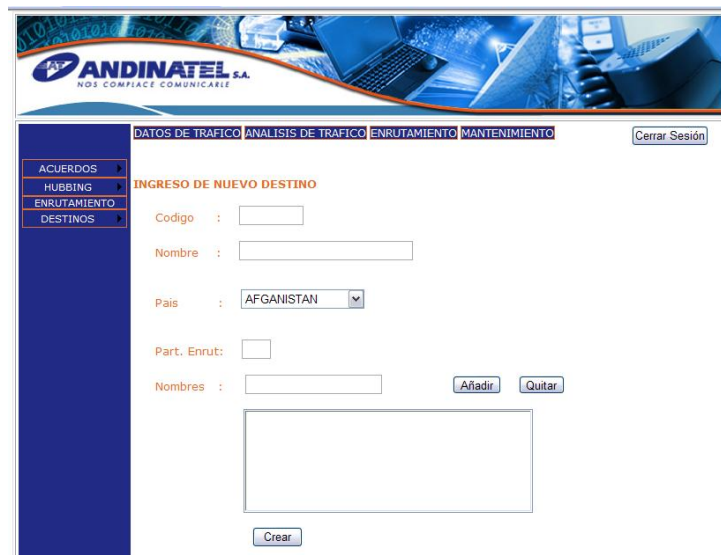 ANDINATEL S.A.
NOS COMPLACE COMUNICARLE
DATOS DE TRAFICO ANALISIS DE TRAFICO ENRUTAMIENTO MANTENIMIENTO
Cerrar Sesión
ACUERDOS
HUBBING
ENRUTAMIENTO
DESTINOS
INGRESO DE NUEVO DESTINO
Codigo :
Nombre :
Pais : AFGANISTAN
Part. Enrut:
Nombres : Añadir Quitar
Crear